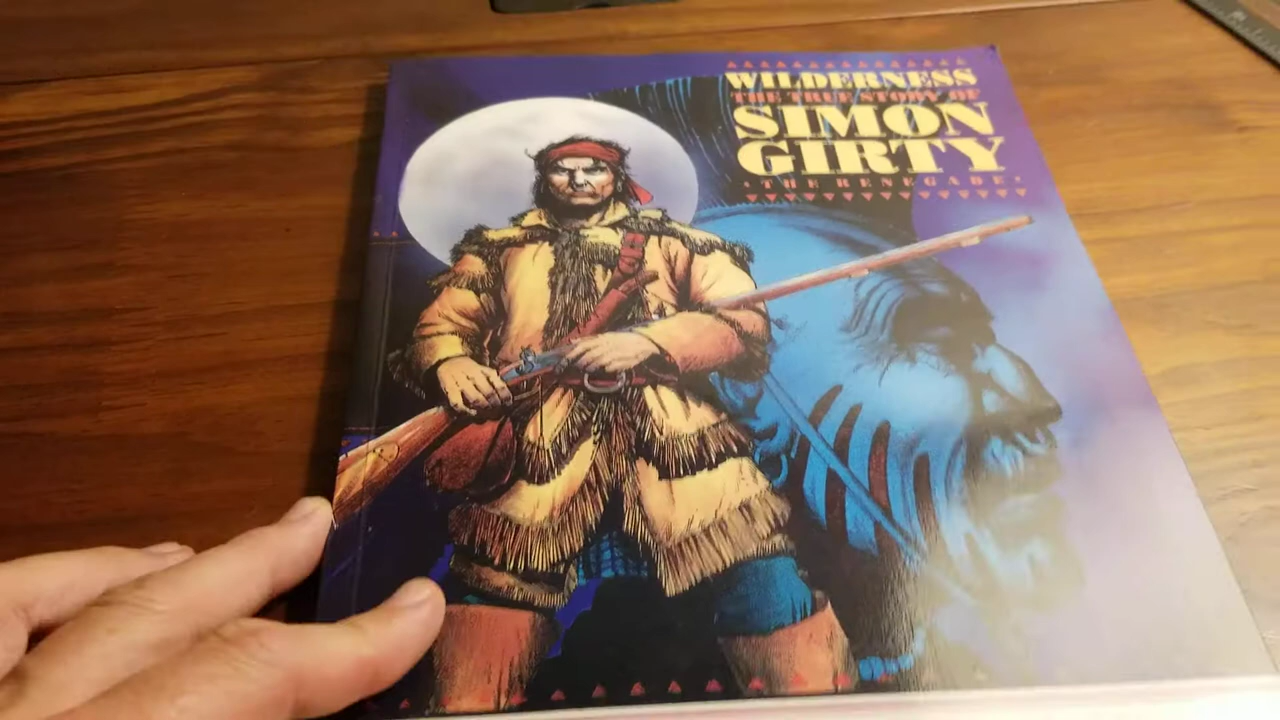 WILDERNESS
THE TRUE STORY OF
SIMON
GIRTY
• THE RENEGADE •